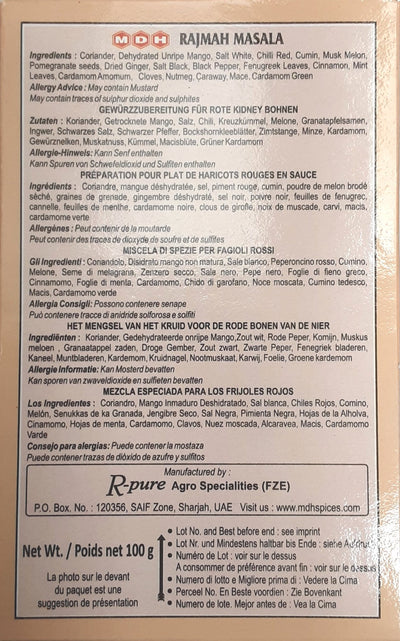 MDH RAJMAH MASALA
Ingredients : Coriander, Dehydrated Unripe Mango, Salt White, Chilli Red, Cumin, Musk Melon,
Pomegranate seeds, Dried Ginger, Salt Black, Black Pepper, Fenugreek Leaves, Cinnamon, Mint
Leaves, Cardamom Amomum, Cloves, Nutmeg, Caraway, Mace, Cardamom Green
Allergy Advice : May contain Mustard
May contain traces of sulphur dioxide and sulphites
GEWÜRZZUBEREITUNG FÜR ROTE KIDNEY BOHNEN
Zutaten : Koriander, Getrocknete Mango, Salz, Chili, Kreuzkümmel, Melone, Granatapfelsamen,
Ingwer, Schwarzes Salz, Schwarzer Pfeffer, Bockshornkleeblätter, Zimtstange, Minze, Kardamom,
Gewürznelken, Muskatnuss, Kümmel, Macisblüte, Grüner Kardamom
Allergie-Hinweis: Kann Senf enthalten
Kann Spuren von Schwefeldioxid und Sulfiten enthalten
PRÉPARATION POUR PLAT DE HARICOTS ROUGES EN SAUCE
Ingrédients : Coriandre, mangue déshydratée, sel, piment rouge, cumin, poudre de melon brodé
séché, graines de grenade, gingembre déshydraté, sel noir, poivre noir, feuilles de fenugrec,
cannelle, feuilles de menthe, cardamome noire, clous de girofle, noix de muscade, carvi, macis,
cardamome verte
Allergénes : Peut contenir de la moutarde
Peut contenir des traces de dioxyde de soufre et de sulfites
MISCELA DI SPEZIE PER FAGIOLI ROSSI
Gli Ingredienti : Coriandolo, Disidratato mango non matura, Sale bianco, Peperoncino rosso, Cumino,
Melone, Seme di melagrana, Zenzero secco, Sale nero, Pepe nero, Foglie di fieno greco,
Cinnamomo, Foglie di menta, Cardamomo, Chido di garofano, Noce moscata, Cumino tedesco,
Macis, Cardamomo verde
Allergia Consigli: Possono contenere senape
Può contenere tracce di anidride solforosa e solfiti
HET MENGSEL VAN HET KRUID VOOR DE RODE BONEN VAN DE NIER
Ingrediënten : Koriander, Gedehydrateerde onrijpe Mango, Zout wit, Rode Peper, Komijn, Muskus
meloen , Granaatappel zaden, Droge Gember, Zout zwart, Zwarte Peper, Fenegriek bladeren,
Kaneel, Muntbladeren, Kardemom, Kruidnagel, Nootmuskaat, Karwij, Foelie, Groene kardemom
Allergie Informatie: Kan Mosterd bevatten
Kan sporen van zwaveldioxide en sulfieten bevatten
MEZCLA ESPECIADA PARA LOS FRIJOLES ROJOS
Los Ingredientes : Coriandro, Mango Inmaduro Deshidratado, Sal blanca, Chiles Rojos, Comino,
Melón, Senukkas de ka Granada, Jengibre Seco, Sal Negra, Pimienta Negra, Hojas de la Alholva,
Cinamomo, Hojas de menta, Cardamomo, Clavos, Nuez moscada, Alcaravea, Macis, Cardamomo
Varde
Consejo para alergias: Puede contener la mostaza
Puede contener trazas de dióxido de azufre y sulfitos
Manufactured by :
R-pure Agro Specialities (FZE)
P.O. Box. No. : 120356, SAIF Zone, Sharjah, UAE Visit us : www.mdhspices.com
Net Wt. / Poids net 100 g
La photo sur le devant
du paquet est une
suggestion de présentation
• Lot No. and Best before end : see imprint
• Lot Nr. und Mindestens haltbar bis Ende : siehe Aufdruck
• Numéro de Lot : voir sur le dessus
A consommer de préférence avant fin : voir sur le dessus
• Numero di lotto e Migliore prima di : Vedere la Cima
• Perceel No. En Beste voordien : Zie Bovenkant
• Numero de lote. Mejor antes de : Vea la Cima